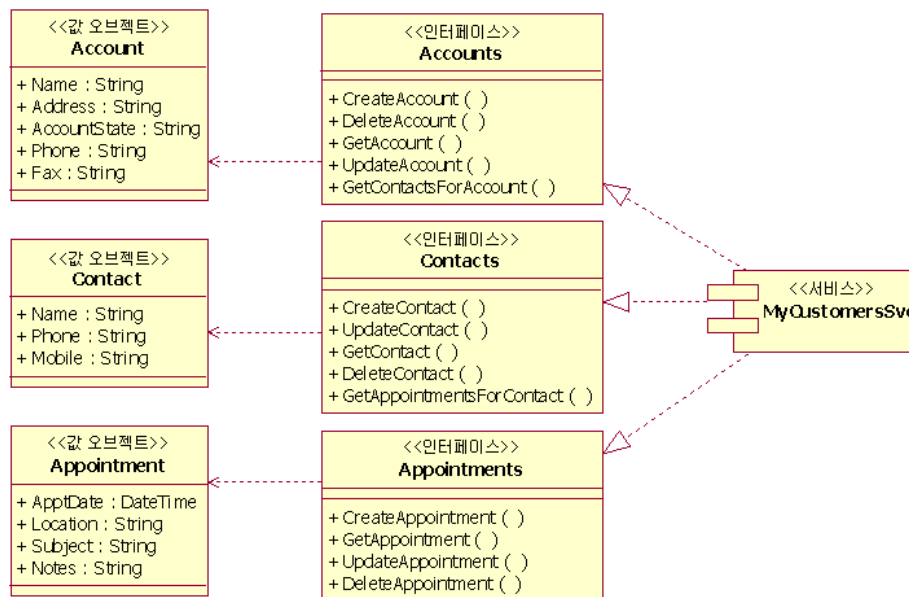 <<값 오브젝트>>
Account
+ Name : String
+ Address : String
+ AccountState : String
+ Phone : String
+ Fax : String
<<인터페이스>>
Accounts
+ CreateAccount ( )
+ DeleteAccount ( )
+ GetAccount ( )
+ UpdateAccount ( )
+ GetContactsForAccount ( )
<<값 오브젝트>>
Contact
+ Name : String
+ Phone : String
+ Mobile : String
<<인터페이스>>
Contacts
+ CreateContact ( )
+ UpdateContact ( )
+ GetContact ( )
+ DeleteContact ( )
+ GetAppointmentsForContact ( )
<<서비스>>
MyCustomersSvc
<<값 오브젝트>>
Appointment
+ ApptDate : DateTime
+ Location : String
+ Subject : String
+ Notes : String
<<인터페이스>>
Appointments
+ CreateAppointment ( )
+ GetAppointment ( )
+ UpdateAppointment ( )
+ DeleteAppointment ( )